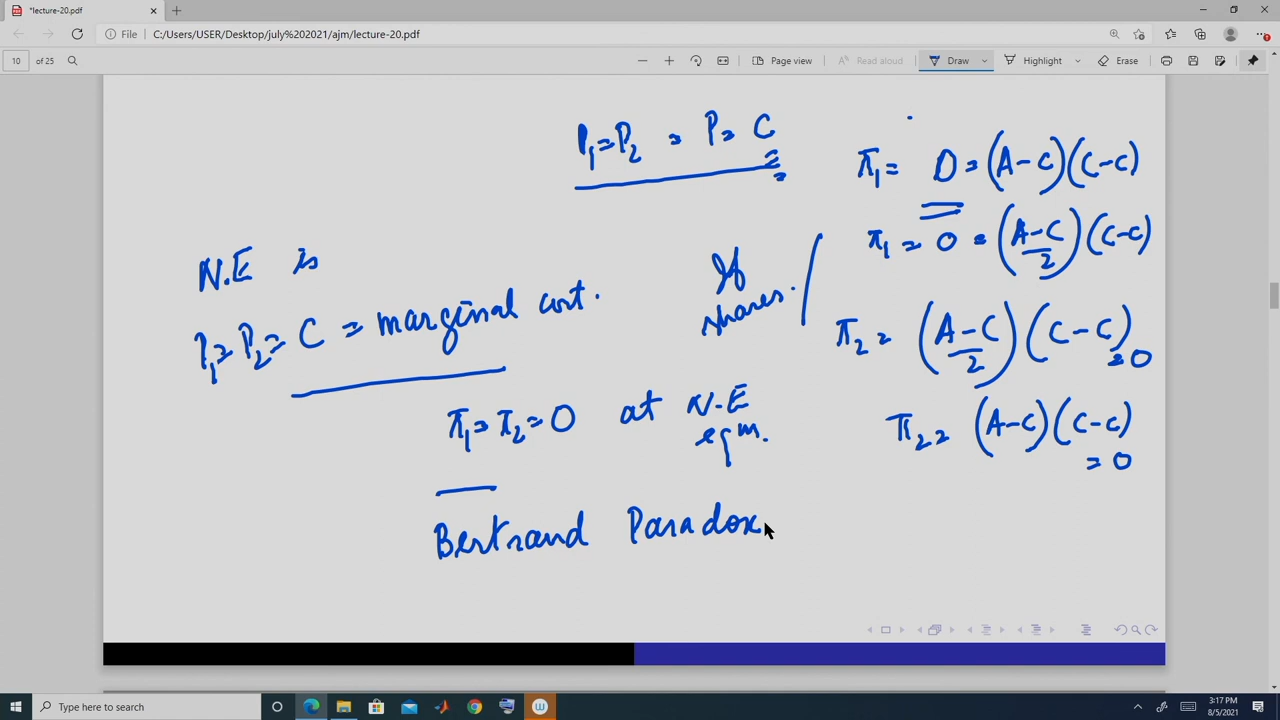 *lecture-20.pdf
File C:/Users/USER/Desktop/july%202021/ajm/lecture-20.pdf
10 of 25 Page view Read aloud Draw Highlight Erase
P₁=P₂ = P= C
π₁= 0 = (A-C)(C-C)
π₁ = 0 = (A-C/2)(C-C)
N.E is
If shares.
P₁=P₂= C = marginal cost.
π₂ = (A-C/2)(C-C) = 0
π₁=π₂=0 at N-E eqm.
π₂ = (A-C)(C-C) = 0
Bertrand Paradox
Type here to search
3:17 PM
8/5/2021